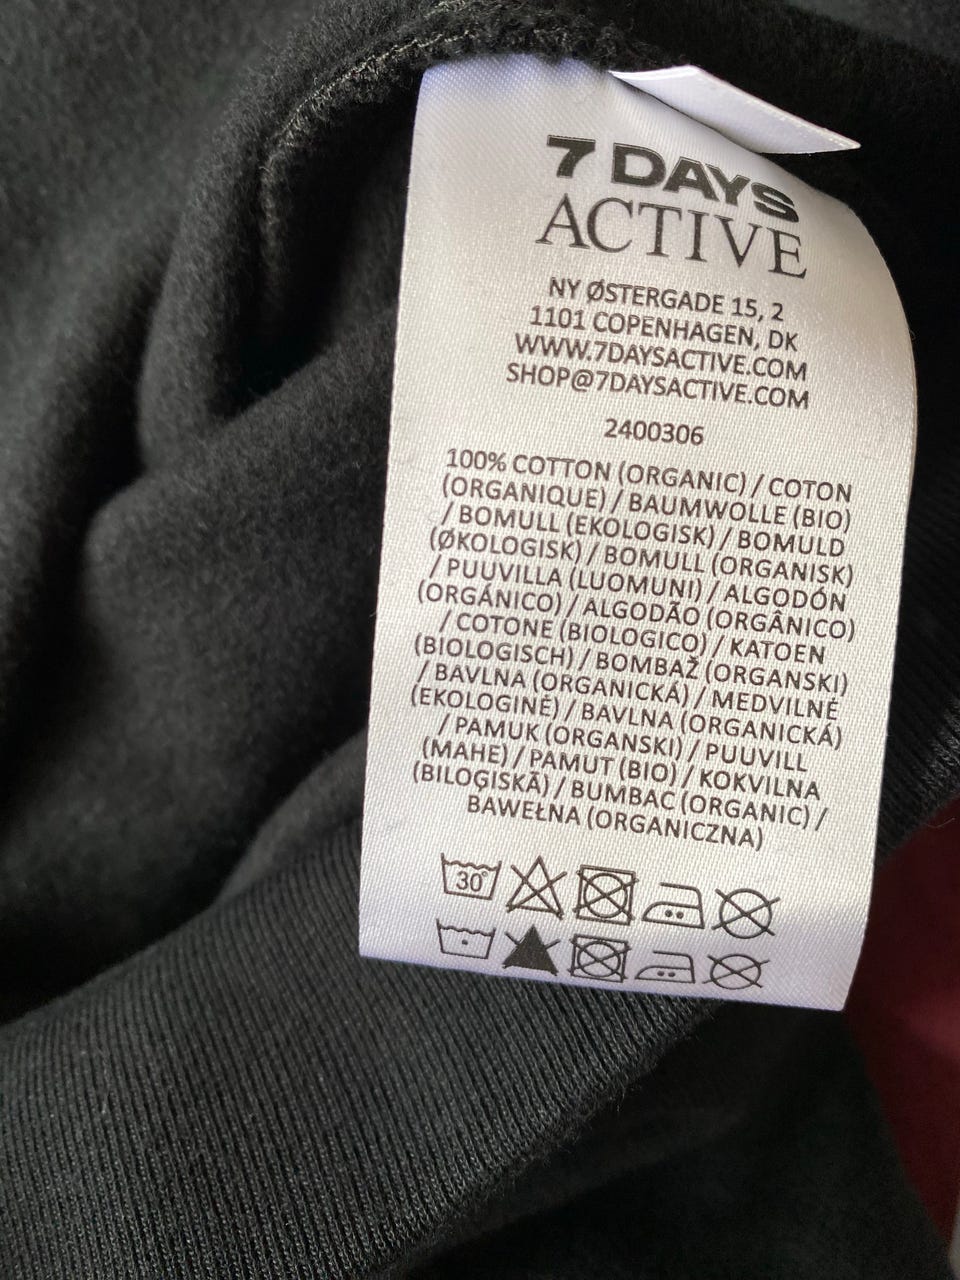 7 DAYS
ACTIVE
NY ØSTERGADE 15, 2
1101 COPENHAGEN, DK
WWW.7DAYSACTIVE.COM
SHOP@7DAYSACTIVE.COM
2400306
100% COTTON (ORGANIC) / COTON
(ORGANIQUE) / BAUMWOLLE (BIO)
/ BOMULL (EKOLOGISK) / BOMULD
(ØKOLOGISK) / BOMULL (ORGANISK)
/ PUUVILLA (LUOMUNI) / ALGODÓN
(ORGÁNICO) / ALGODÃO (ORGÂNICO)
/ COTONE (BIOLOGICO) / KATOEN
(BIOLOGISCH) / BOMBAŽ (ORGANSKI)
/ BAVLNA (ORGANICKÁ) / MEDVILNĖ
(EKOLOGINĖ) / BAVLNA (ORGANICKÁ)
/ PAMUK (ORGANSKI) / PUUVILL
(MAHE) / PAMUT (BIO) / KOKVILNA
(BILOĢISKĀ) / BUMBAC (ORGANIC) /
BAWEŁNA (ORGANICZNA)
30°